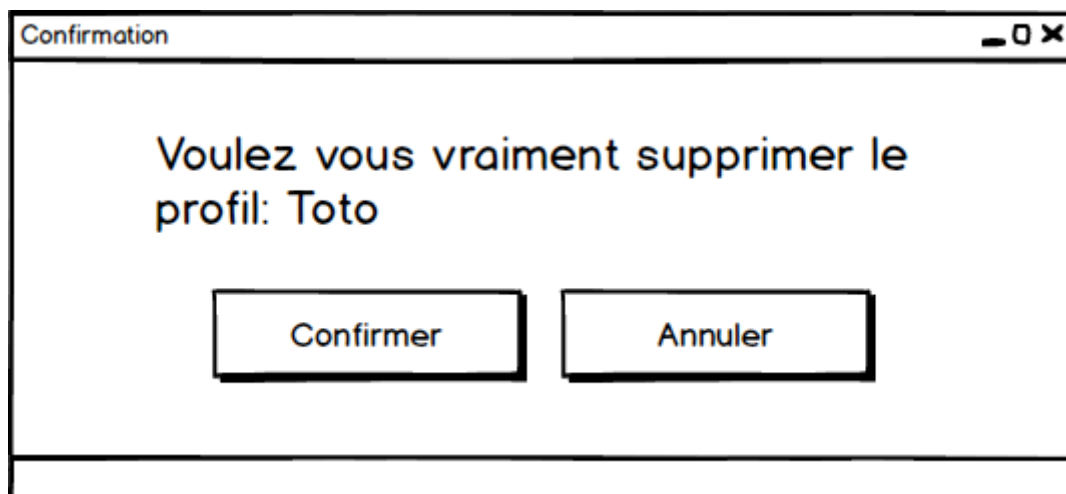 Confirmation
Voulez vous vraiment supprimer le
profil: Toto
Confirmer
Annuler